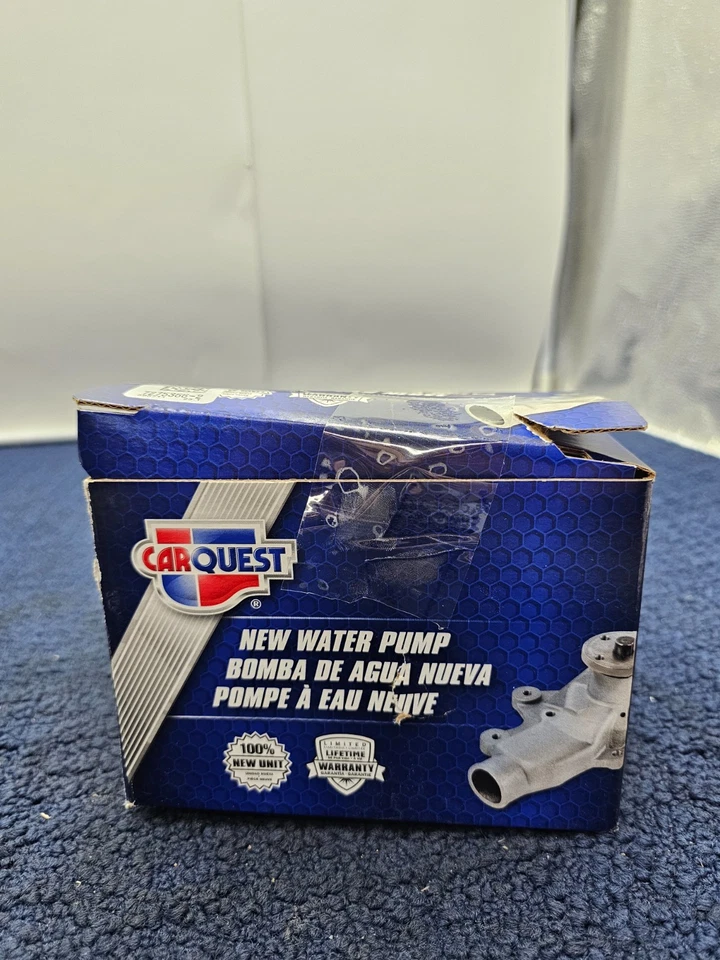 CARQUEST
®
NEW WATER PUMP
BOMBA DE AGUA NUEVA
POMPE À EAU NEUVE
100%
NEW UNIT
LIMITED
LIFETIME
WARRANTY